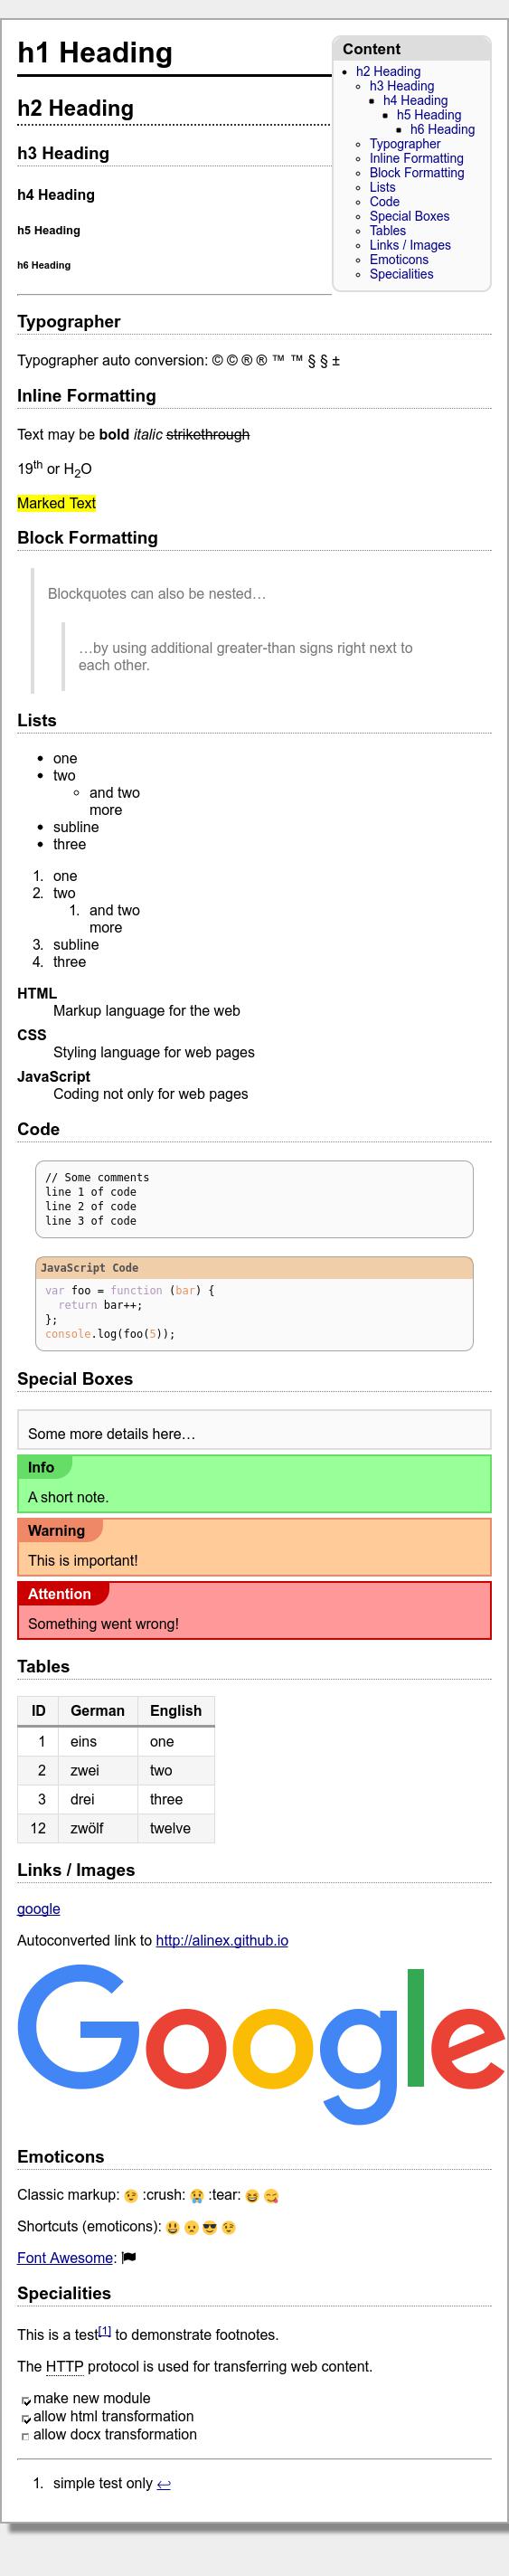 h1 Heading
Content
h2 Heading
h3 Heading
h4 Heading
h5 Heading
h6 Heading
Typographer
Inline Formatting
Block Formatting
Lists
Code
Special Boxes
Tables
Links / Images
Emoticons
Specialities
h2 Heading
h3 Heading
h4 Heading
h5 Heading
h6 Heading
Typographer
Typographer auto conversion: © © ® ® ™ ™ § § ±
Inline Formatting
Text may be bold italic strikethrough
19th or H2O
Marked Text
Block Formatting
Blockquotes can also be nested…
…by using additional greater-than signs right next to
each other.
Lists
• one
• two
◦ and two
more
• subline
• three
1. one
2. two
1. and two
more
3. subline
4. three
HTML
Markup language for the web
CSS
Styling language for web pages
JavaScript
Coding not only for web pages
Code
// Some comments
line 1 of code
line 2 of code
line 3 of code
JavaScript Code
var foo = function (bar) {
return bar++;
};
console.log(foo(5));
Special Boxes
Some more details here…
Info
A short note.
Warning
This is important!
Attention
Something went wrong!
Tables
ID German English
1 eins one
2 zwei two
3 drei three
12 zwölf twelve
Links / Images
google
Autoconverted link to http://alinex.github.io
Google
Emoticons
Classic markup: 😉 :crush: 😢 :tear: 😆 😋
Shortcuts (emoticons): 😃 😦 😎 😉
Font Awesome:
Specialities
This is a test[1] to demonstrate footnotes.
The HTTP protocol is used for transferring web content.
make new module
allow html transformation
allow docx transformation
1. simple test only ↩